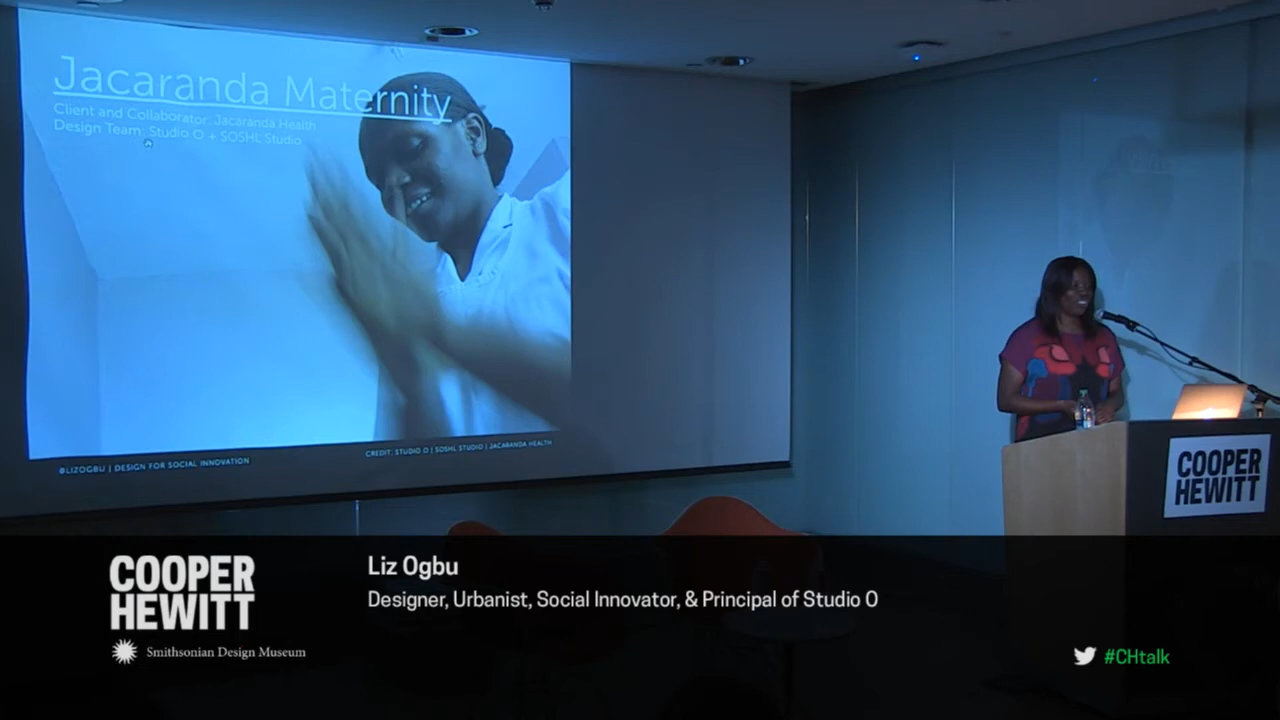 Jacaranda Maternity
Client and Collaborator: Jacaranda Health
Design Team: Studio O + SOSHL Studio
@LIZOGBU | DESIGN FOR SOCIAL INNOVATION
CREDIT: STUDIO O | SOSHL STUDIO | JACARANDA HEALTH
COOPER
HEWITT
COOPER
HEWITT
Smithsonian Design Museum
Liz Ogbu
Designer, Urbanist, Social Innovator, & Principal of Studio O
#CHtalk